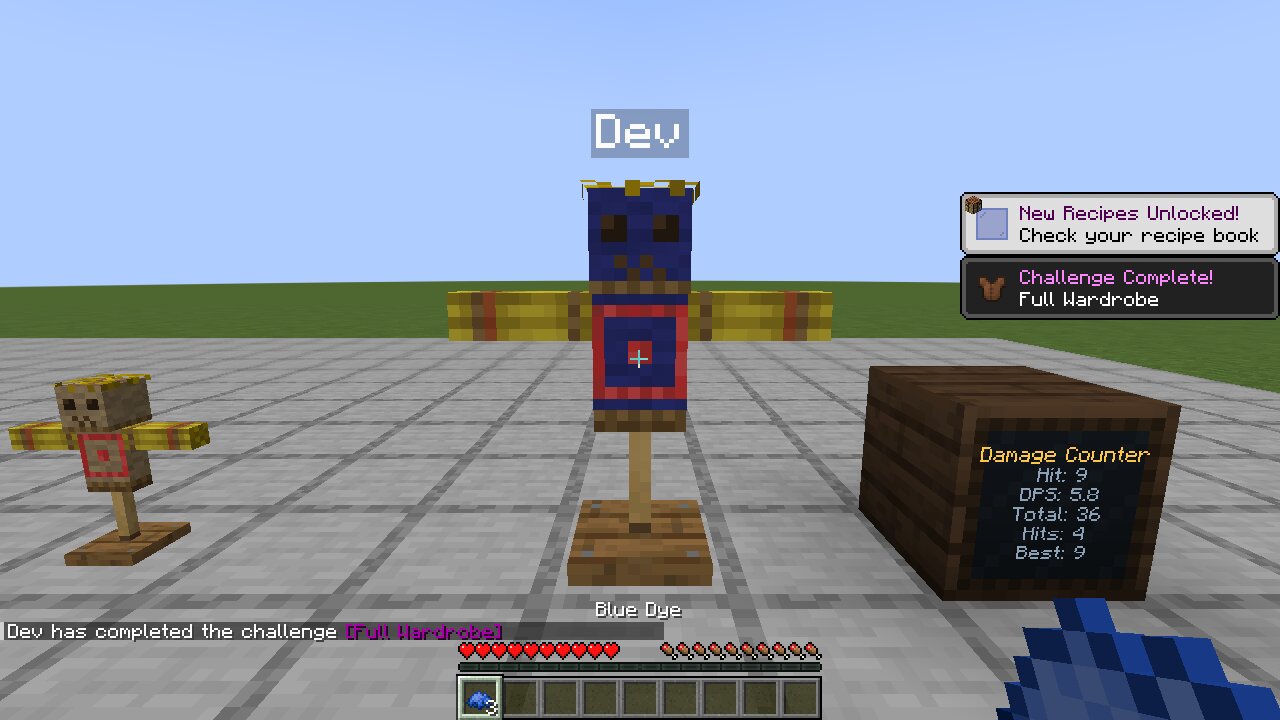 Dev
New Recipes Unlocked!
Check your recipe book
Challenge Complete!
Full Wardrobe
Damage Counter
Hit: 9
DPS: 5.8
Total: 36
Hits: 4
Best: 9
Blue Dye
Dev has completed the challenge [Full Wardrobe]
3